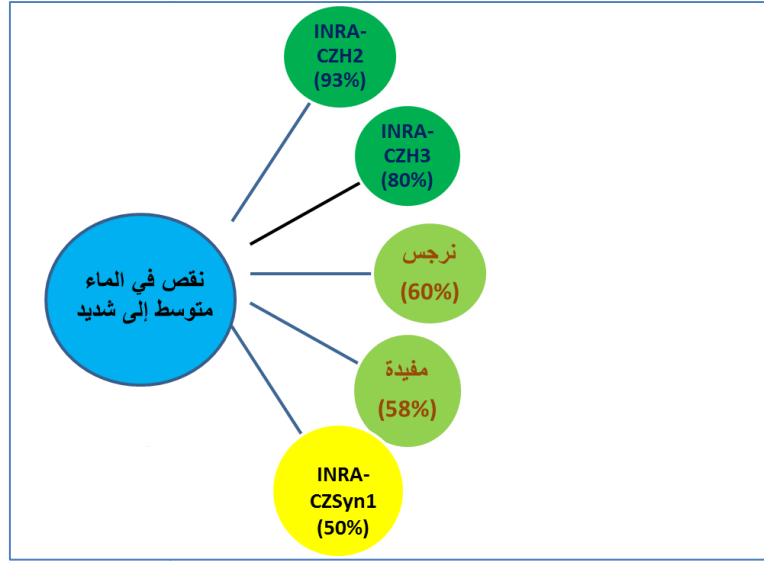 INRA-
CZH2
(93%)
INRA-
CZH3
(80%)
نرجس
(60%)
نقص في الماء
متوسط إلى شديد
مفيدة
(58%)
INRA-
CZSyn1
(50%)